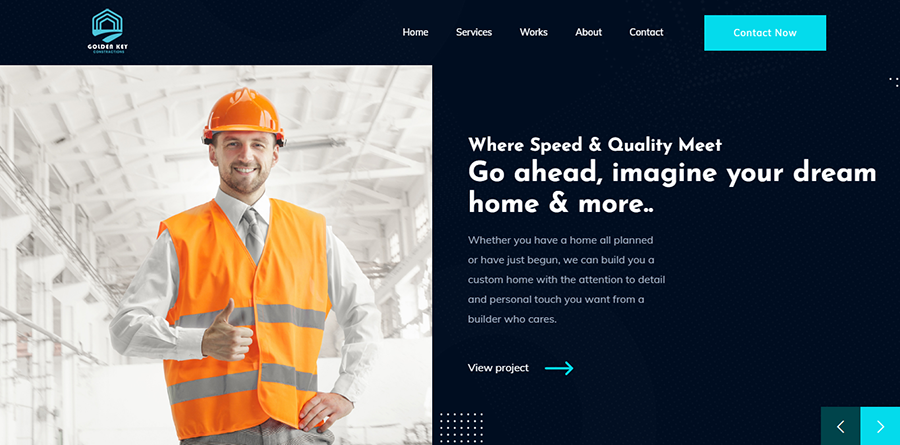 GOLDEN KEY
CONSTRUCTIONS
Home Services Works About Contact Contact Now
Where Speed & Quality Meet
Go ahead, imagine your dream
home & more..
Whether you have a home all planned
or have just begun, we can build you a
custom home with the attention to detail
and personal touch you want from a
builder who cares.
View project